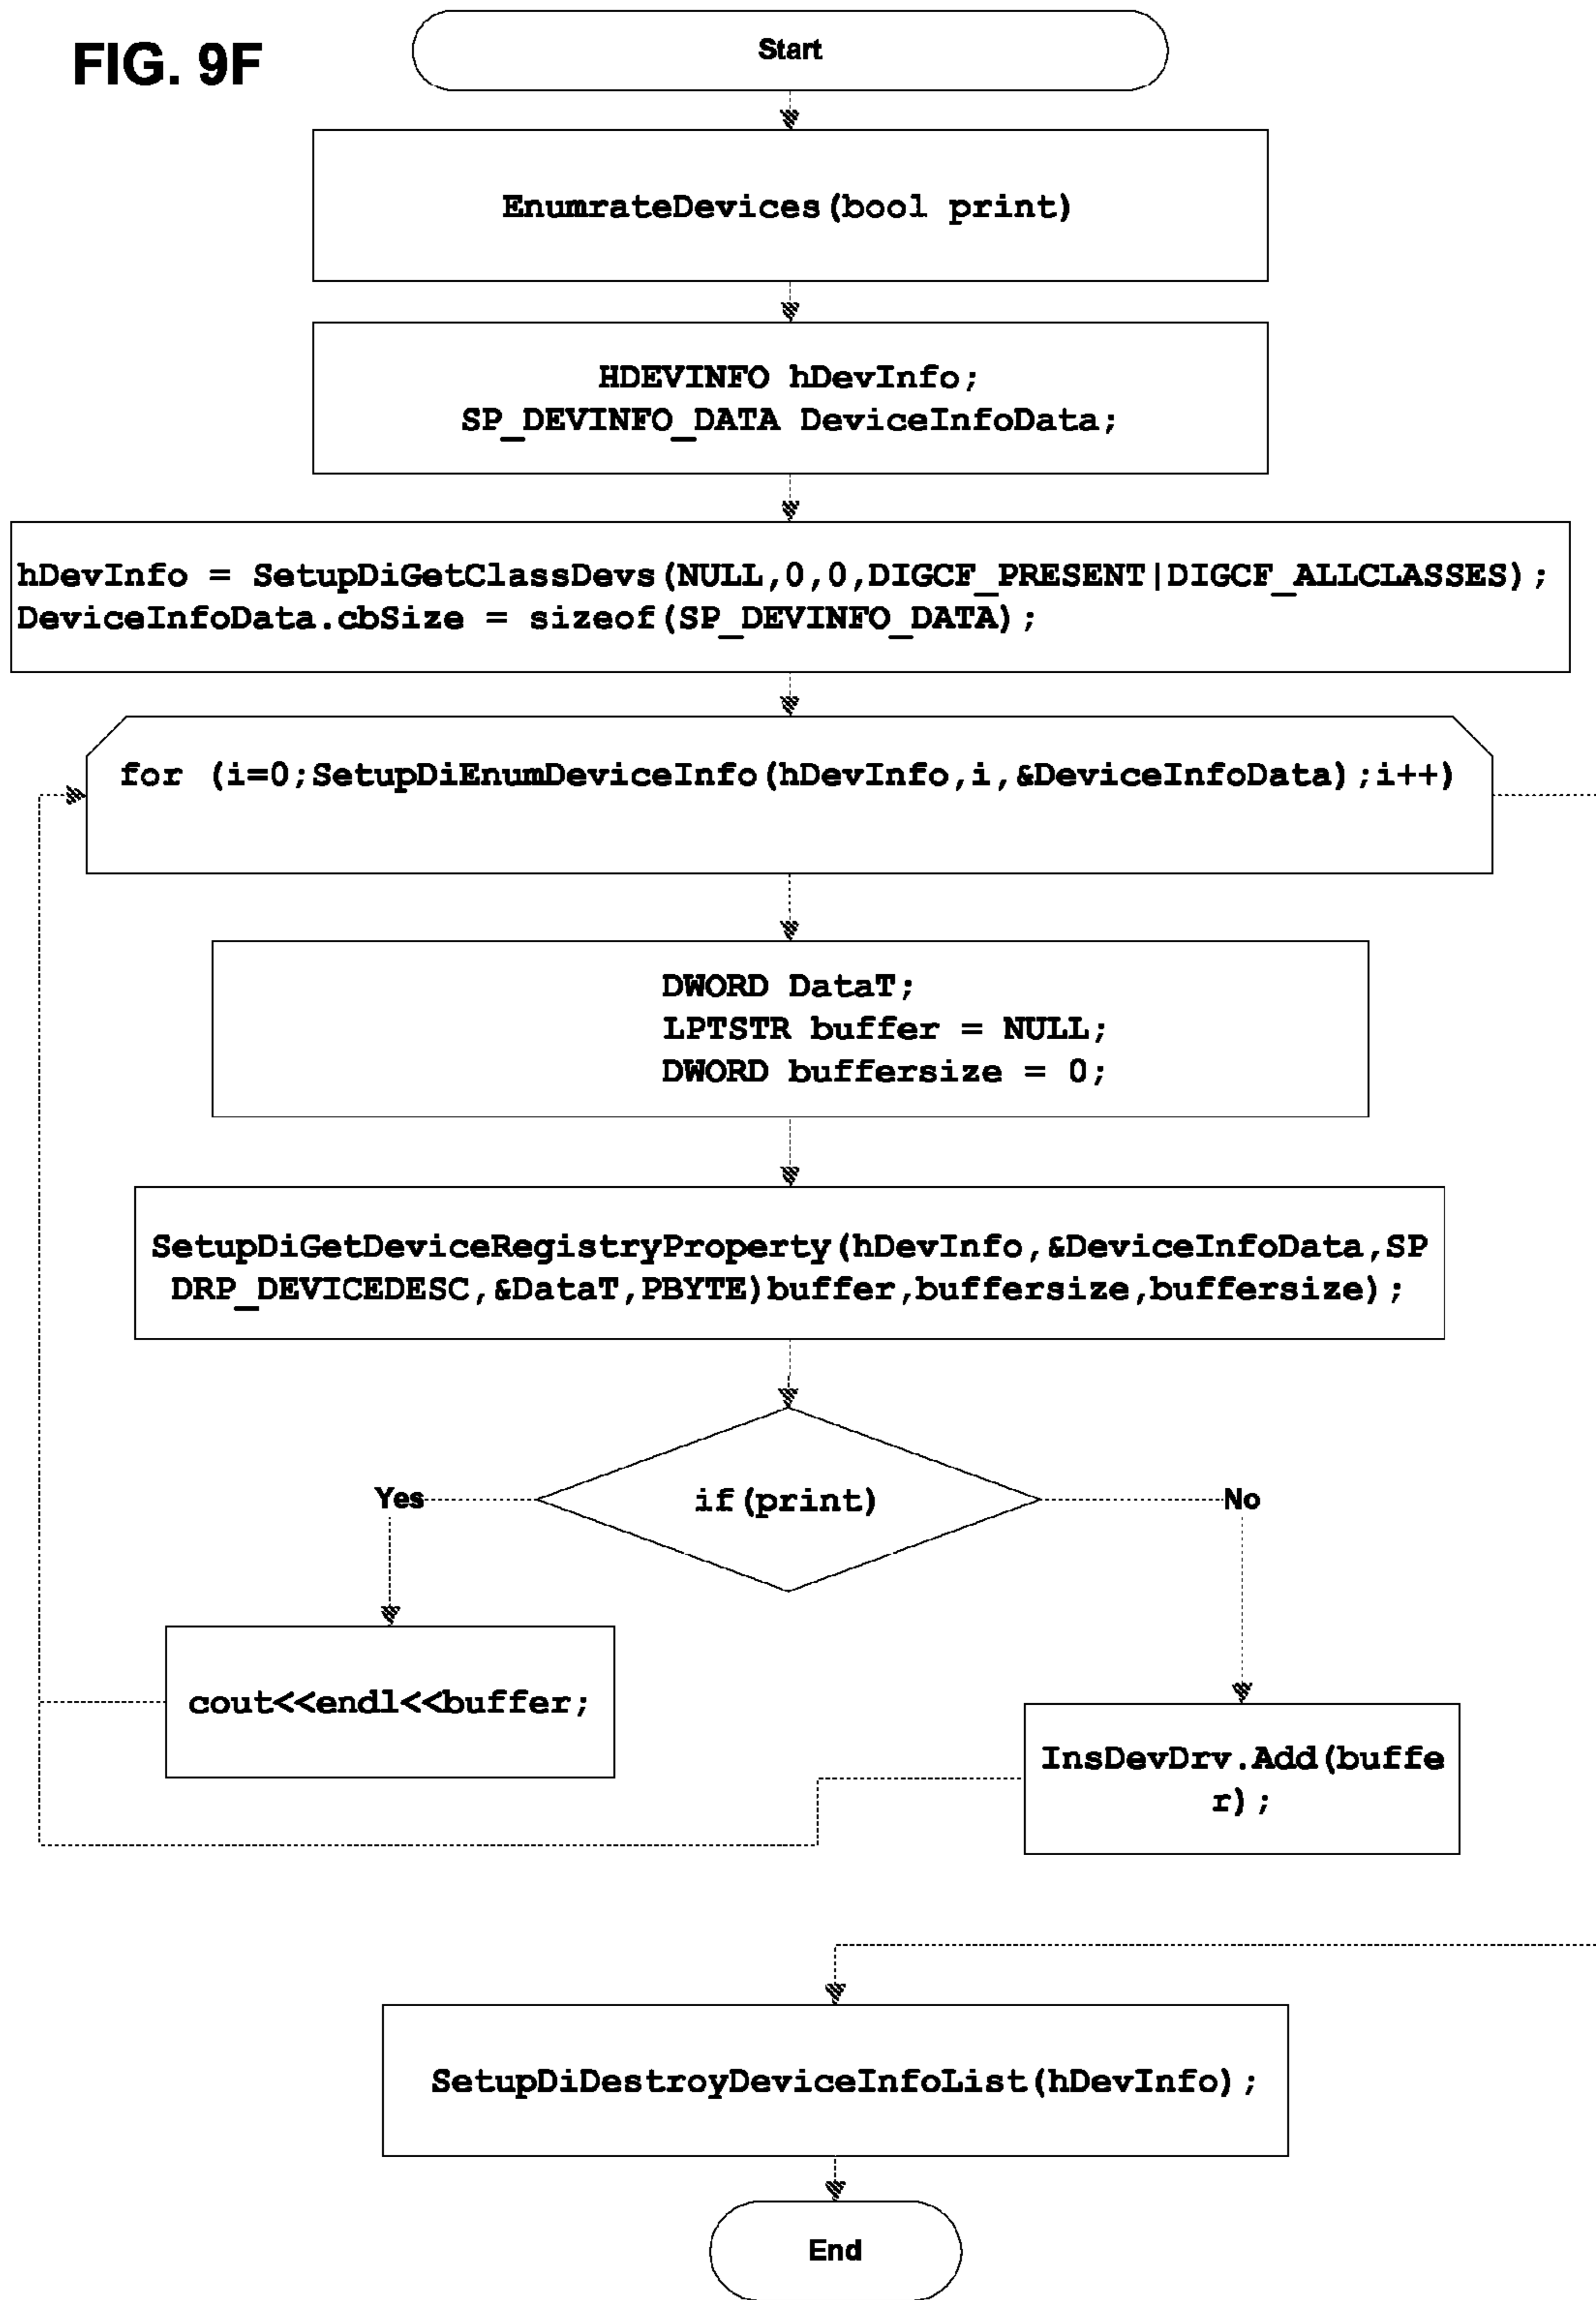 FIG. 9F
Start
EnumrateDevices(bool print)
HDEVINFO hDevInfo;
SP_DEVINFO_DATA DeviceInfoData;
hDevInfo = SetupDiGetClassDevs(NULL,0,0,DIGCF_PRESENT|DIGCF_ALLCLASSES);
DeviceInfoData.cbSize = sizeof(SP_DEVINFO_DATA);
for (i=0;SetupDiEnumDeviceInfo(hDevInfo,i,&DeviceInfoData);i++)
DWORD DataT;
LPTSTR buffer = NULL;
DWORD buffersize = 0;
SetupDiGetDeviceRegistryProperty(hDevInfo,&DeviceInfoData,SP
DRP_DEVICEDESC,&DataT,PBYTE)buffer,buffersize,buffersize);
if(print)
Yes
No
cout<<endl<<buffer;
InsDevDrv.Add(buffe
r);
SetupDiDestroyDeviceInfoList(hDevInfo);
End